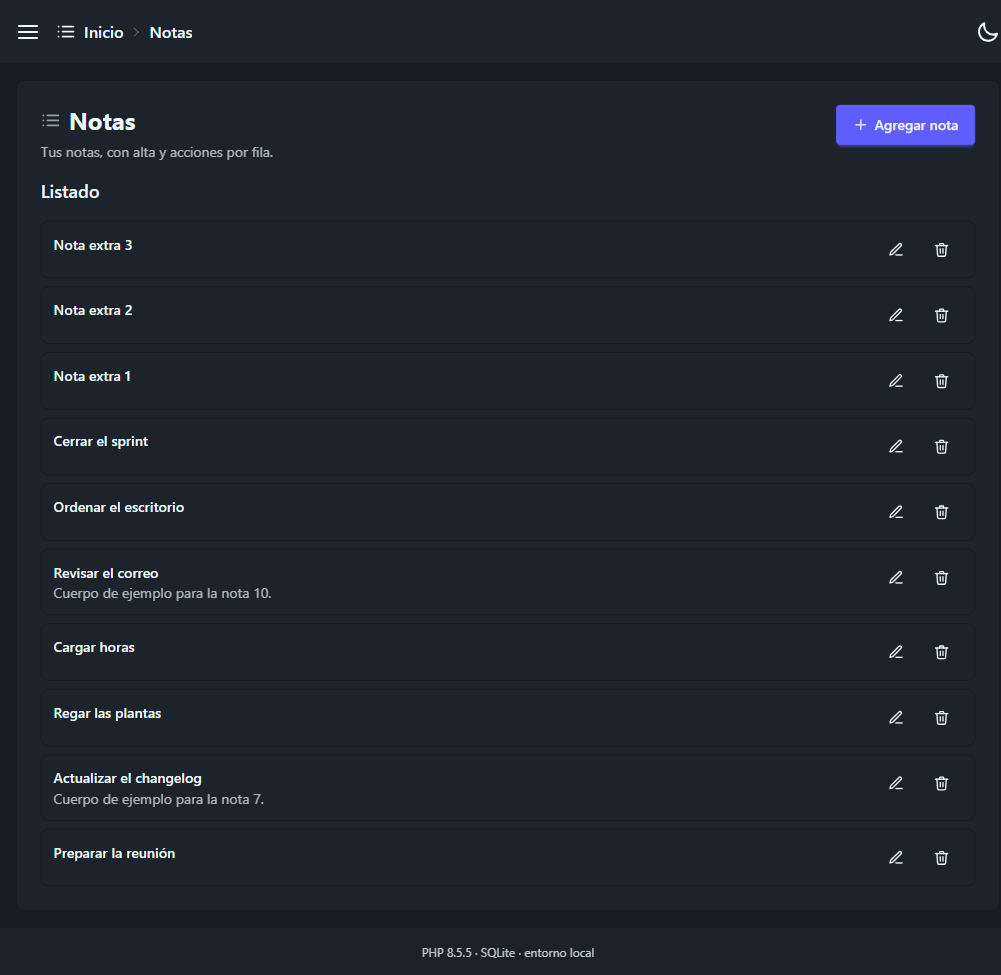 Inicio > Notas
Notas
+ Agregar nota
Tus notas, con alta y acciones por fila.
Listado
Nota extra 3
Nota extra 2
Nota extra 1
Cerrar el sprint
Ordenar el escritorio
Revisar el correo
Cuerpo de ejemplo para la nota 10.
Cargar horas
Regar las plantas
Actualizar el changelog
Cuerpo de ejemplo para la nota 7.
Preparar la reunión
PHP 8.5.5 · SQLite · entorno local